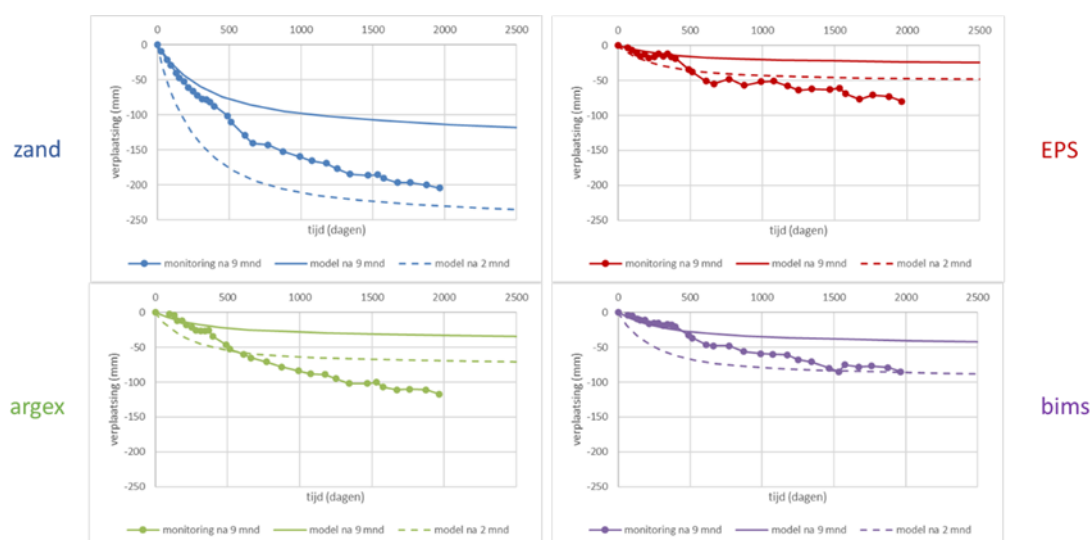 zand
0 500 1000 1500 2000 2500
0
-50
-100
-150
-200
-250
verplaatsing (mm)
tijd (dagen)
monitoring na 9 mnd model na 9 mnd model na 2 mnd
EPS
0 500 1000 1500 2000 2500
0
-50
-100
-150
-200
-250
verplaatsing (mm)
tijd (dagen)
monitoring na 9 mnd model na 9 mnd model na 2 mnd
argex
0 500 1000 1500 2000 2500
0
-50
-100
-150
-200
-250
verplaatsing (mm)
tijd (dagen)
monitoring na 9 mnd model na 9 mnd model na 2 mnd
bims
0 500 1000 1500 2000 2500
0
-50
-100
-150
-200
-250
verplaatsing (mm)
tijd (dagen)
monitoring na 9 mnd model na 9 mnd model na 2 mnd